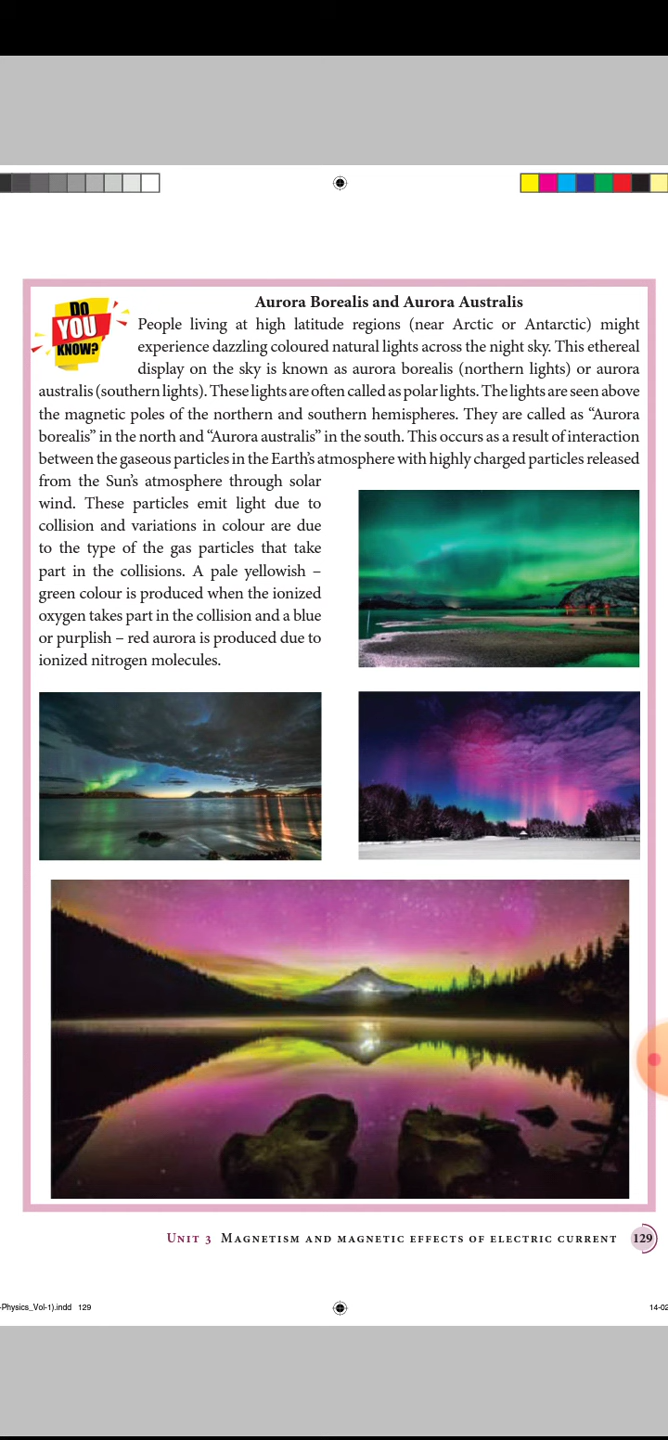 DO
YOU
KNOW?
Aurora Borealis and Aurora Australis
People living at high latitude regions (near Arctic or Antarctic) might
experience dazzling coloured natural lights across the night sky. This ethereal
display on the sky is known as aurora borealis (northern lights) or aurora
australis (southern lights). These lights are often called as polar lights. The lights are seen above
the magnetic poles of the northern and southern hemispheres. They are called as “Aurora
borealis” in the north and “Aurora australis” in the south. This occurs as a result of interaction
between the gaseous particles in the Earth’s atmosphere with highly charged particles released
from the Sun’s atmosphere through solar
wind. These particles emit light due to
collision and variations in colour are due
to the type of the gas particles that take
part in the collisions. A pale yellowish –
green colour is produced when the ionized
oxygen takes part in the collision and a blue
or purplish – red aurora is produced due to
ionized nitrogen molecules.
UNIT 3 MAGNETISM AND MAGNETIC EFFECTS OF ELECTRIC CURRENT 129
-Physics_Vol-1).indd 129 14-02